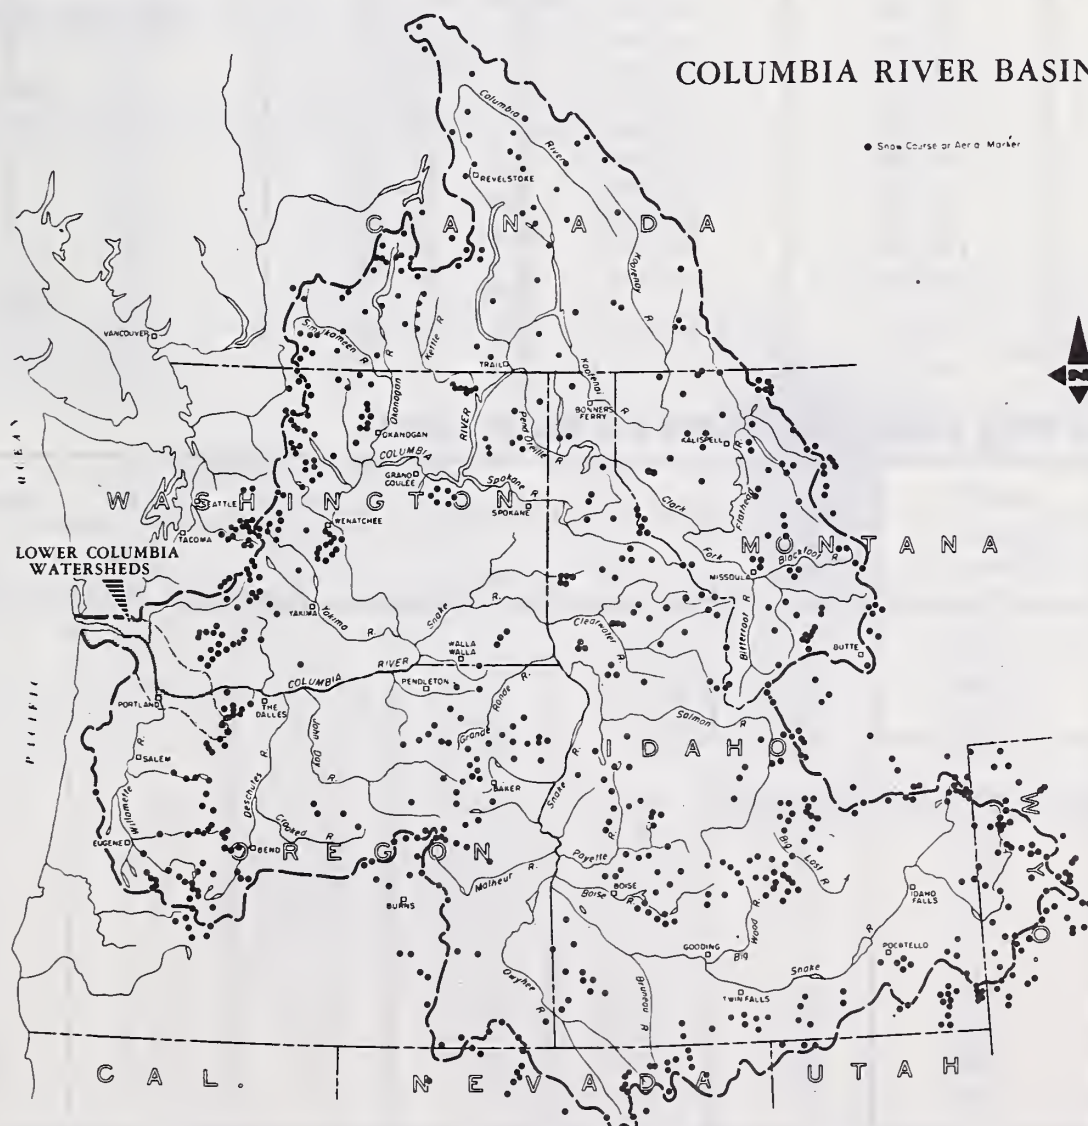 COLUMBIA RIVER BASIN
● Snow Course or Aerial Marker
Columbia
River
REVELSTOKE
CANADA
Kootenay
R
Similkameen R
Kettle R
Okanagan R
VANCOUVER
TRAIL
Kootenai
R
BONNERS
FERRY
OCEAN
OKANOGAN
COLUMBIA
RIVER
Pend Oreille
R
KALISPELL
R
Flathead
GRAND
COULEE
Spokane
R
SPOKANE
WASHINGTON
SEATTLE
TACOMA
WENATCHEE
Clark
Fork
MONTANA
Blackfoot R
MISSOULA
LOWER COLUMBIA
WATERSHEDS
YAKIMA
Yakima
R.
Snake
R.
Clearwater
R
Bitterroot R
BUTTE
WALLA
WALLA
COLUMBIA
RIVER
PENDLETON
PACIFIC
PORTLAND
THE
DALLES
John Day
R.
Grande
Ronde
R.
Salmon
R
IDAHO
SALEM
Willamette
R.
Deschutes
R.
BAKER
Snake
R.
EUGENE
Crooked
R
BEND
OREGON
Malheur
R.
Payette
R
Big
Lost R
WYO
BURNS
BOISE
Boise
R
IDAHO
FALLS
GOODING
Big
Wood
R.
POCATELLO
Snake
R
Owyhee
R.
Bruneau
R
TWIN FALLS
CAL.
NEVADA
UTAH